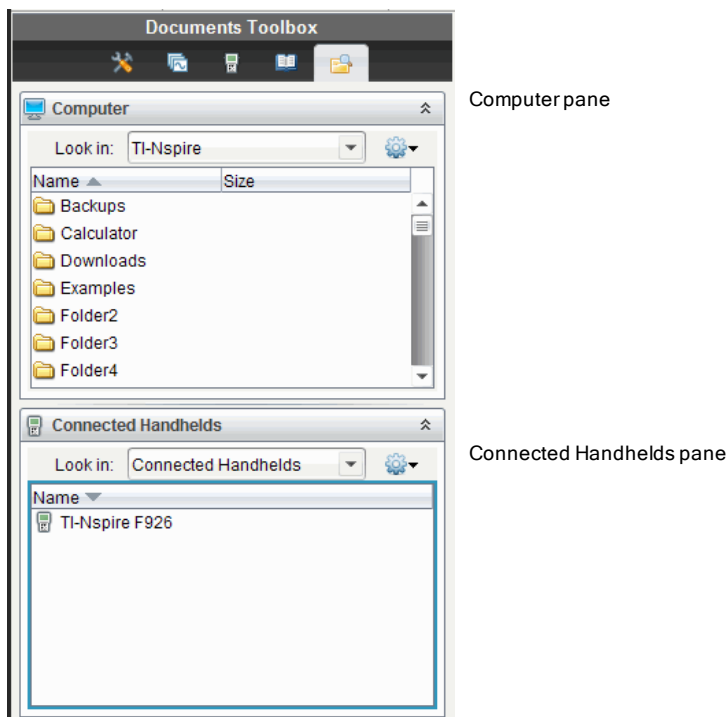 Documents Toolbox
Computer
Computer pane
Look in: TI-Nspire
Name Size
Backups
Calculator
Downloads
Examples
Folder2
Folder3
Folder4
Connected Handhelds
Look in: Connected Handhelds
Connected Handhelds pane
Name
TI-Nspire F926